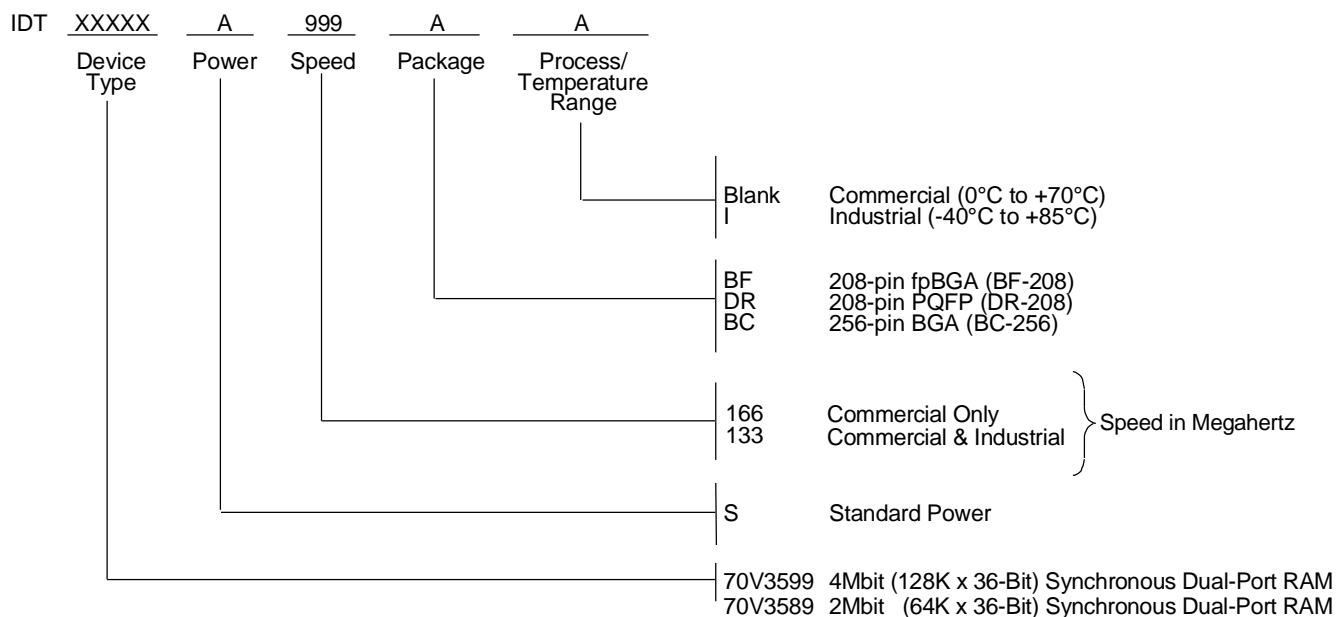 IDT XXXXX A 999 A A
Device Type Power Speed Package Process/ Temperature Range
Blank Commercial (0°C to +70°C)
I Industrial (-40°C to +85°C)
BF 208-pin fpBGA (BF-208)
DR 208-pin PQFP (DR-208)
BC 256-pin BGA (BC-256)
166 Commercial Only
133 Commercial & Industrial
Speed in Megahertz
S Standard Power
70V3599 4Mbit (128K x 36-Bit) Synchronous Dual-Port RAM
70V3589 2Mbit (64K x 36-Bit) Synchronous Dual-Port RAM